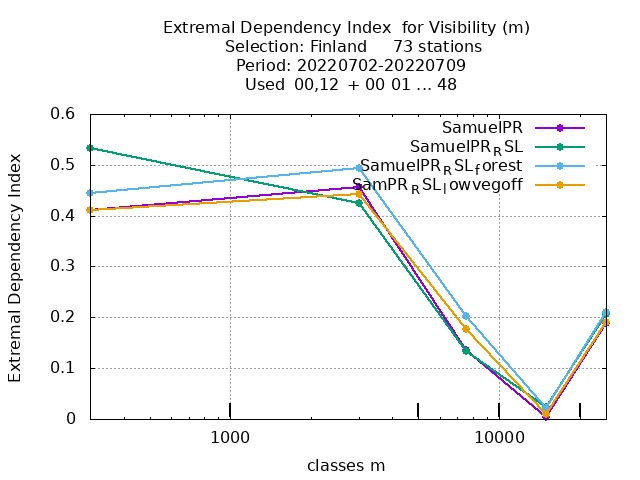 Extremal Dependency Index  for Visibility (m)
Selection: Finland     73 stations
Period: 20220702-20220709
Used  00,12  + 00 01 ... 48
SamuelPR
SamuelPR_RSL
SamuelPR_RSL_forest
SamPR_RSL_lowvegoff
Extremal Dependency Index
0.6
0.5
0.4
0.3
0.2
0.1
0
1000 10000
classes m